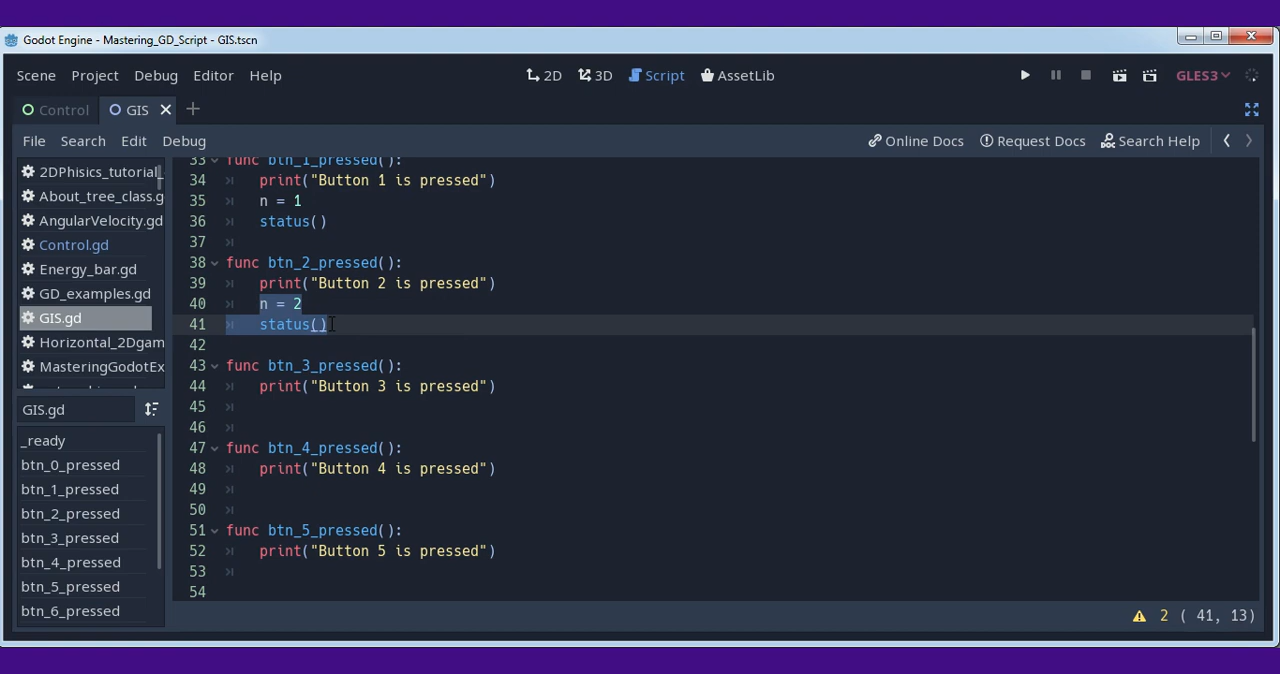 Godot Engine - Mastering_GD_Script - GIS.tscn
Scene Project Debug Editor Help 2D 3D Script AssetLib GLES3
Control GIS
File Search Edit Debug Online Docs Request Docs Search Help
2DPhisics_tutorial_
About_tree_class.g
AngularVelocity.gd
Control.gd
Energy_bar.gd
GD_examples.gd
GIS.gd
Horizontal_2Dgam
MasteringGodotEx
GIS.gd
_ready
btn_0_pressed
btn_1_pressed
btn_2_pressed
btn_3_pressed
btn_4_pressed
btn_5_pressed
btn_6_pressed
33 func btn_1_pressed():
34 print("Button 1 is pressed")
35 n = 1
36 status()
37
38 func btn_2_pressed():
39 print("Button 2 is pressed")
40 n = 2
41 status()
42
43 func btn_3_pressed():
44 print("Button 3 is pressed")
45
46
47 func btn_4_pressed():
48 print("Button 4 is pressed")
49
50
51 func btn_5_pressed():
52 print("Button 5 is pressed")
53
54
2 ( 41, 13)